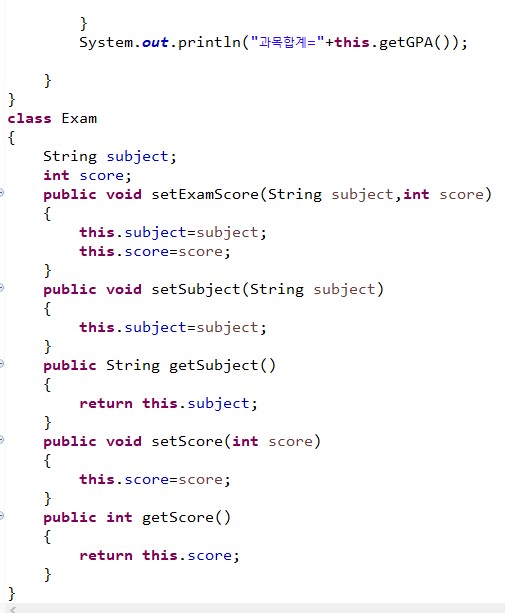 }
System.out.println("과목합계="+this.getGPA());
}
}
class Exam
{
String subject;
int score;
public void setExamScore(String subject,int score)
{
this.subject=subject;
this.score=score;
}
public void setSubject(String subject)
{
this.subject=subject;
}
public String getSubject()
{
return this.subject;
}
public void setScore(int score)
{
this.score=score;
}
public int getScore()
{
return this.score;
}
}